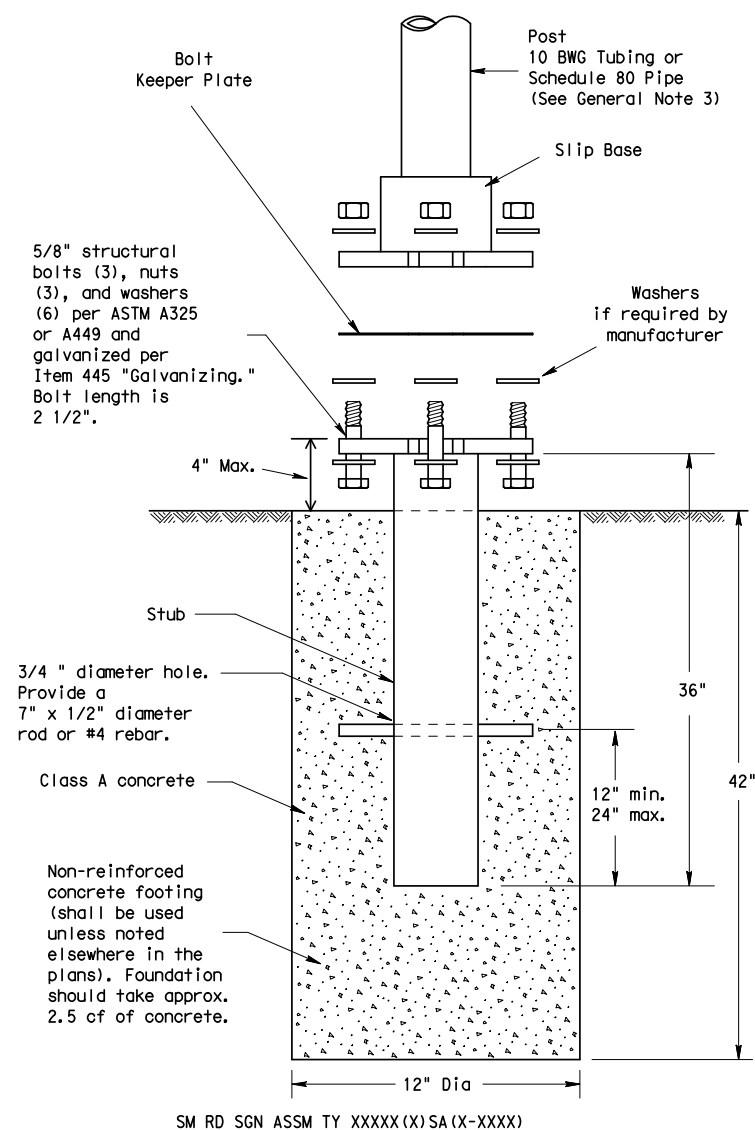 Bolt
Keeper Plate
Post
10 BWG Tubing or
Schedule 80 Pipe
(See General Note 3)
Slip Base
5/8" structural
bolts (3), nuts
(3), and washers
(6) per ASTM A325
or A449 and
galvanized per
Item 445 "Galvanizing."
Bolt length is
2 1/2".
Washers
if required by
manufacturer
4" Max.
Stub
3/4 " diameter hole.
Provide a
7" x 1/2" diameter
rod or #4 rebar.
36"
Class A concrete
12" min.
24" max.
42"
Non-reinforced
concrete footing
(shall be used
unless noted
elsewhere in the
plans). Foundation
should take approx.
2.5 cf of concrete.
12" Dia
SM RD SGN ASSM TY XXXXX(X)SA(X-XXXX)